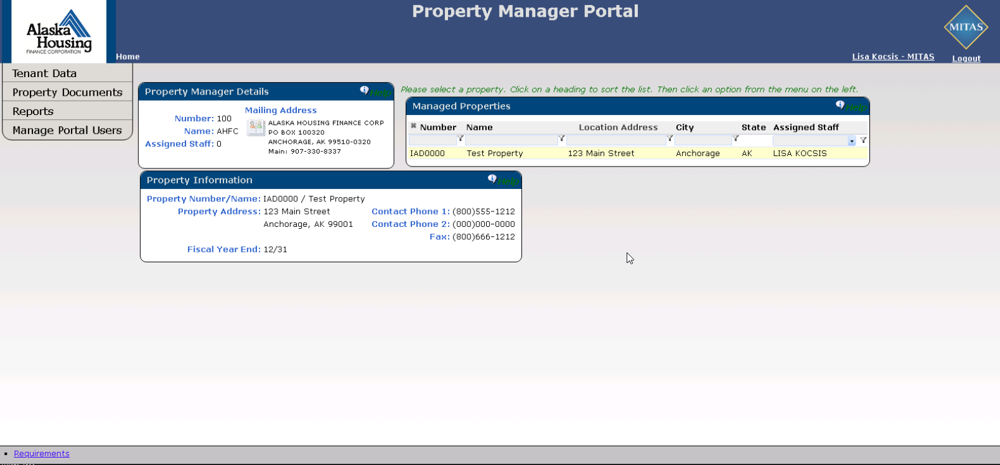 Property Manager Portal
Alaska
Housing
FINANCE CORPORATION
MITAS
Home
Lisa Kocsis - MITAS
Logout
Tenant Data
Property Documents
Reports
Manage Portal Users
Property Manager Details
Help
Number: 100
Name: AHFC
Assigned Staff: 0
Mailing Address
ALASKA HOUSING FINANCE CORP
PO BOX 100320
ANCHORAGE, AK 99510-0320
Main: 907-330-8337
Please select a property. Click on a heading to sort the list. Then click an option from the menu on the left.
Managed Properties
Help
Number Name Location Address City State Assigned Staff
IAD0000 Test Property 123 Main Street Anchorage AK LISA KOCSIS
Property Information
Help
Property Number/Name: IAD0000 / Test Property
Property Address: 123 Main Street
Anchorage, AK 99001
Contact Phone 1: (800)555-1212
Contact Phone 2: (000)000-0000
Fax: (800)666-1212
Fiscal Year End: 12/31
Requirements